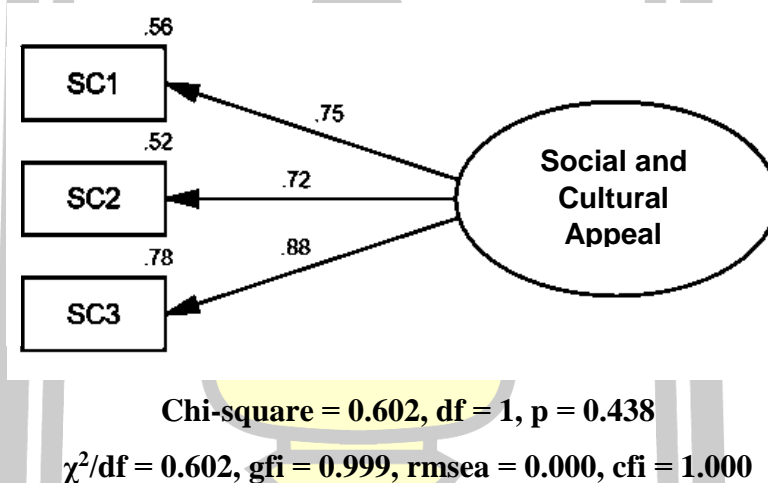 .56
SC1
.75
.52
SC2
.72
Social and
Cultural
Appeal
.78
SC3
.88
Chi-square = 0.602, df = 1, p = 0.438
χ²/df = 0.602, gfi = 0.999, rmsea = 0.000, cfi = 1.000